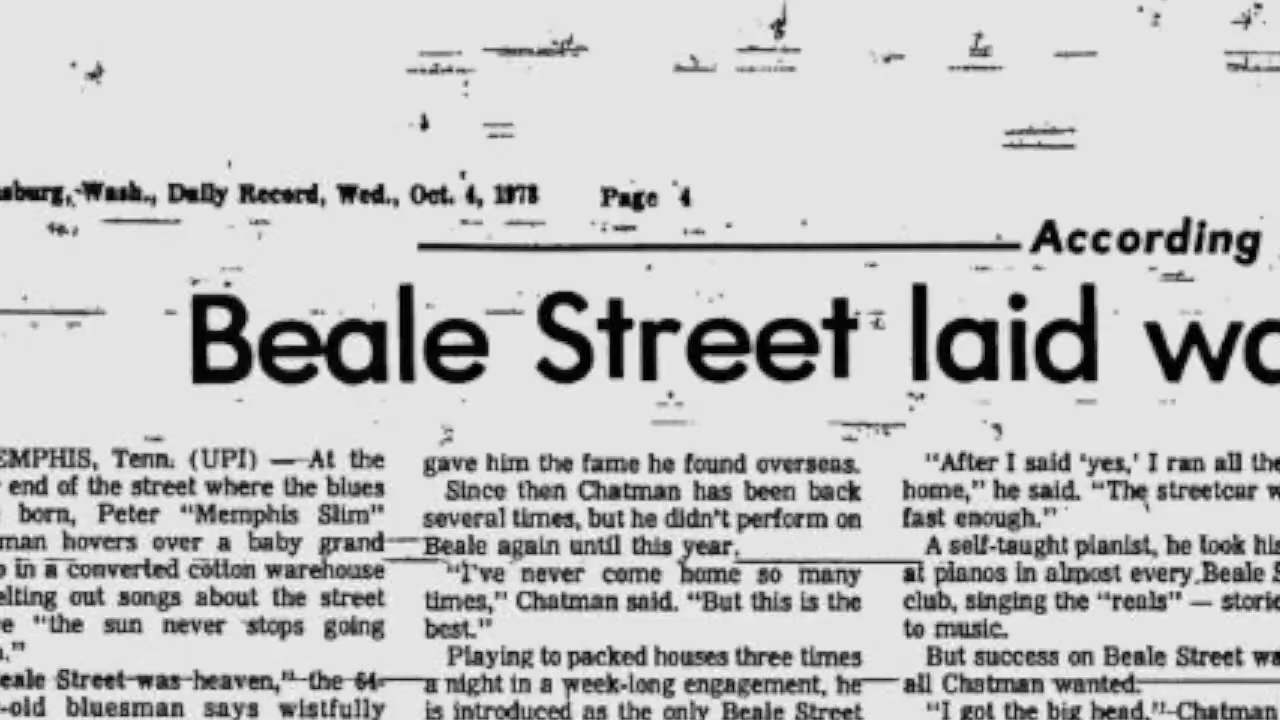 sburg, Wash., Daily Record, Wed., Oct. 4, 1978 Page 4
According
Beale Street laid wa
EMPHIS, Tenn. (UPI) — At the
end of the street where the blues
born, Peter "Memphis Slim"
man hovers over a baby grand
o in a converted cotton warehouse
elting out songs about the street
e "the sun never stops going
."
eale Street was heaven," the 64-
-old bluesman says wistfully
gave him the fame he found overseas.
Since then Chatman has been back
several times, but he didn't perform on
Beale again until this year.
"I've never come home so many
times," Chatman said. "But this is the
best."
Playing to packed houses three times
a night in a week-long engagement, he
is introduced as the only Beale Street
"After I said 'yes,' I ran all the
home," he said. "The streetcar w
fast enough."
A self-taught pianist, he took his
at pianos in almost every Beale S
club, singing the "reals" — storie
to music.
But success on Beale Street wa
all Chatman wanted.
"I got the big head," Chatman